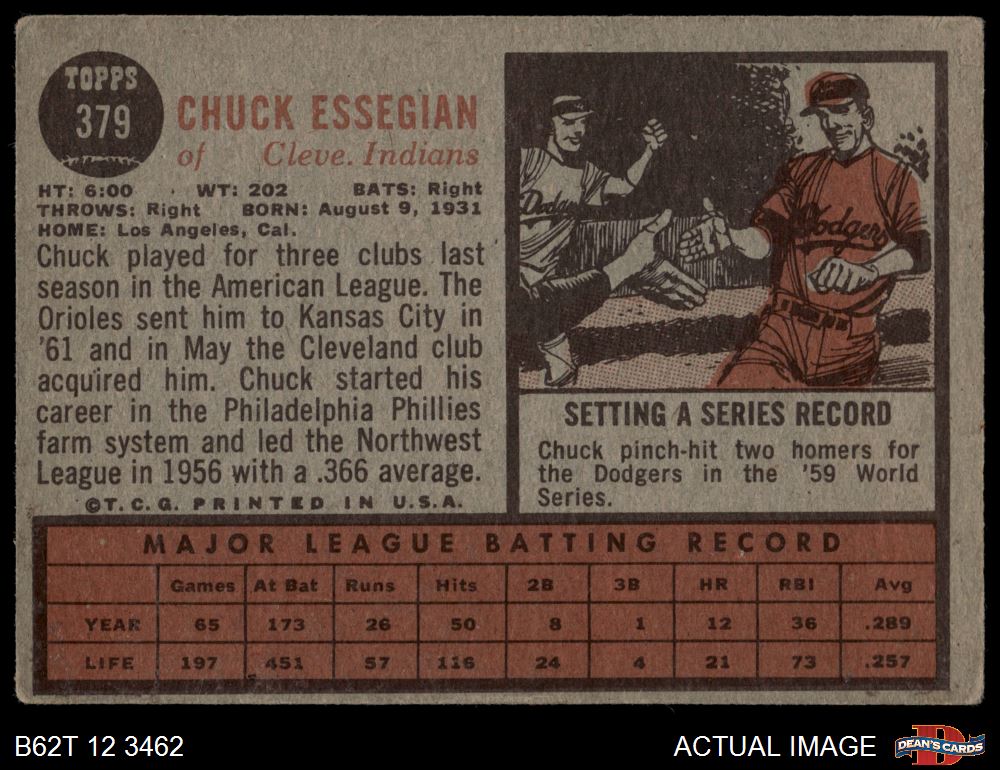 TOPPS
379
CHUCK ESSEGIAN
of Cleve. Indians
HT: 6:00 WT: 202 BATS: Right
THROWS: Right BORN: August 9, 1931
HOME: Los Angeles, Cal.
Chuck played for three clubs last
season in the American League. The
Orioles sent him to Kansas City in
'61 and in May the Cleveland club
acquired him. Chuck started his
career in the Philadelphia Phillies
farm system and led the Northwest
League in 1956 with a .366 average.
©T.C.G. PRINTED IN U.S.A.
Dodgers
SETTING A SERIES RECORD
Chuck pinch-hit two homers for
the Dodgers in the '59 World
Series.
MAJOR LEAGUE BATTING RECORD
Games At Bat Runs Hits 2B 3B HR RBI Avg
YEAR 65 173 26 50 8 1 12 36 .289
LIFE 197 451 57 116 24 4 21 73 .257
B62T 12 3462
ACTUAL IMAGE
D
DEAN'S CARDS